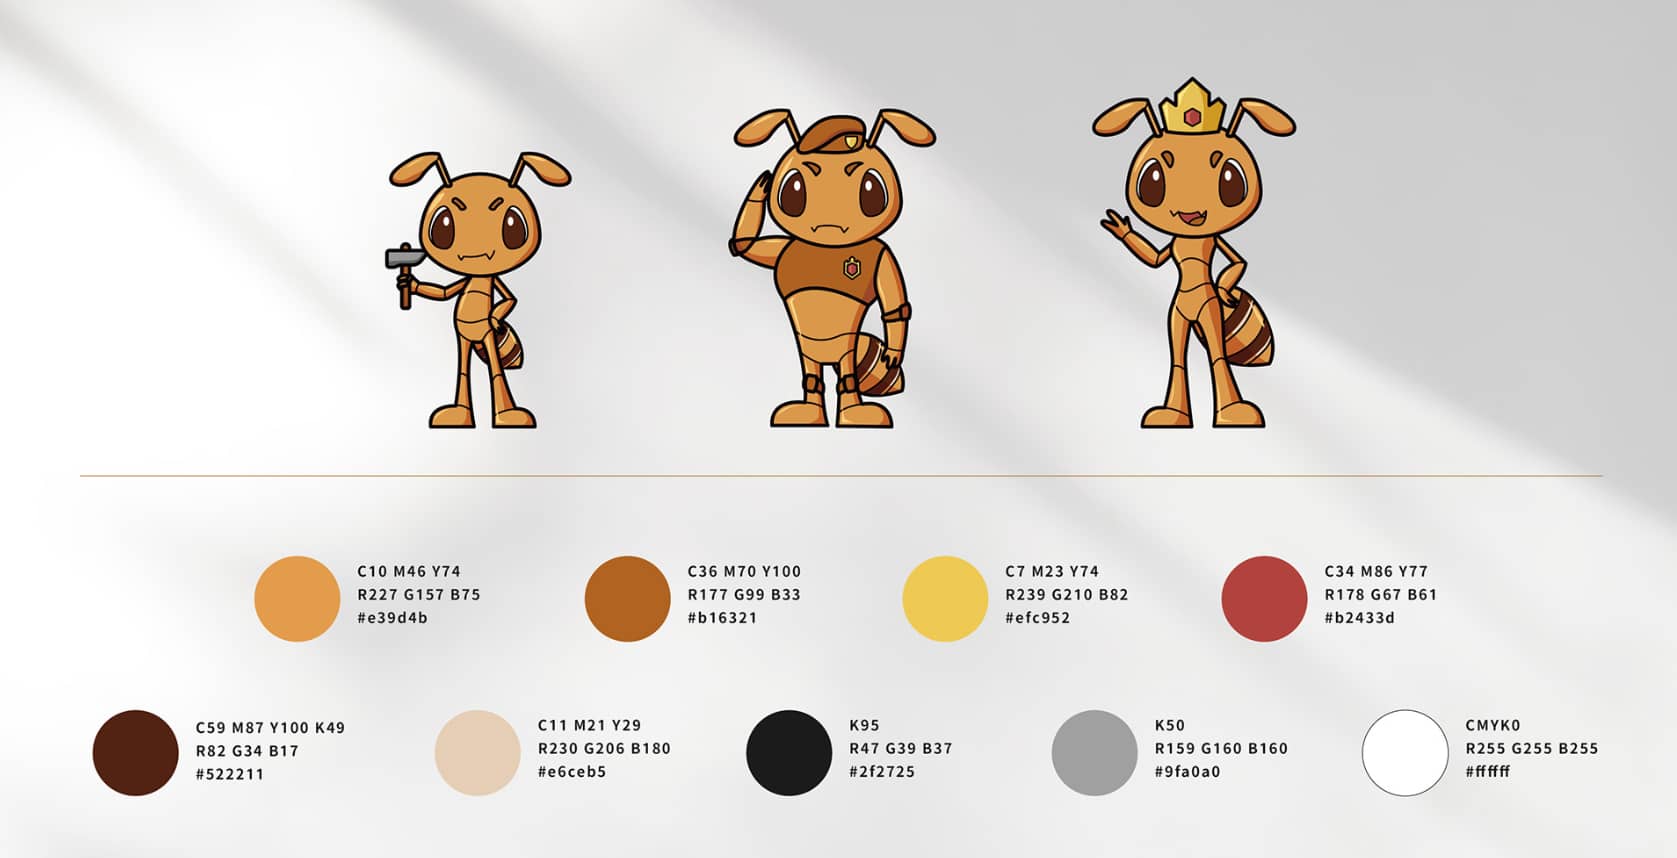 C10 M46 Y74
R227 G157 B75
#e39d4b
C36 M70 Y100
R177 G99 B33
#b16321
C7 M23 Y74
R239 G210 B82
#efc952
C34 M86 Y77
R178 G67 B61
#b2433d
C59 M87 Y100 K49
R82 G34 B17
#522211
C11 M21 Y29
R230 G206 B180
#e6ceb5
K95
R47 G39 B37
#2f2725
K50
R159 G160 B160
#9fa0a0
CMYK0
R255 G255 B255
#ffffff